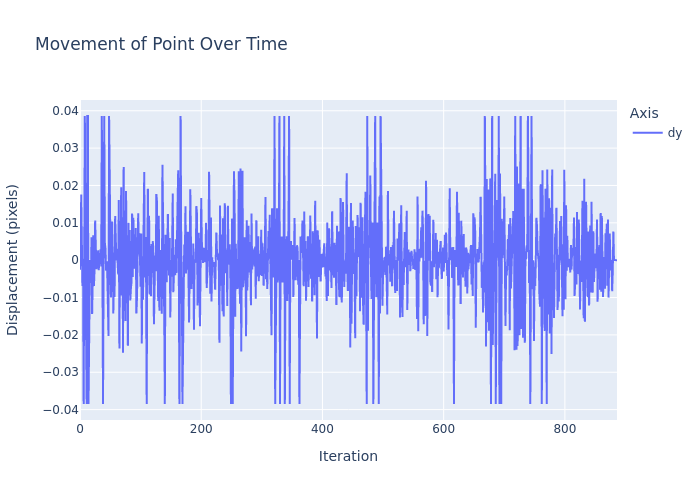 Movement of Point Over Time
Axis
dy
0.04
0.03
0.02
0.01
0
−0.01
−0.02
−0.03
−0.04
Displacement (pixels)
0 200 400 600 800
Iteration